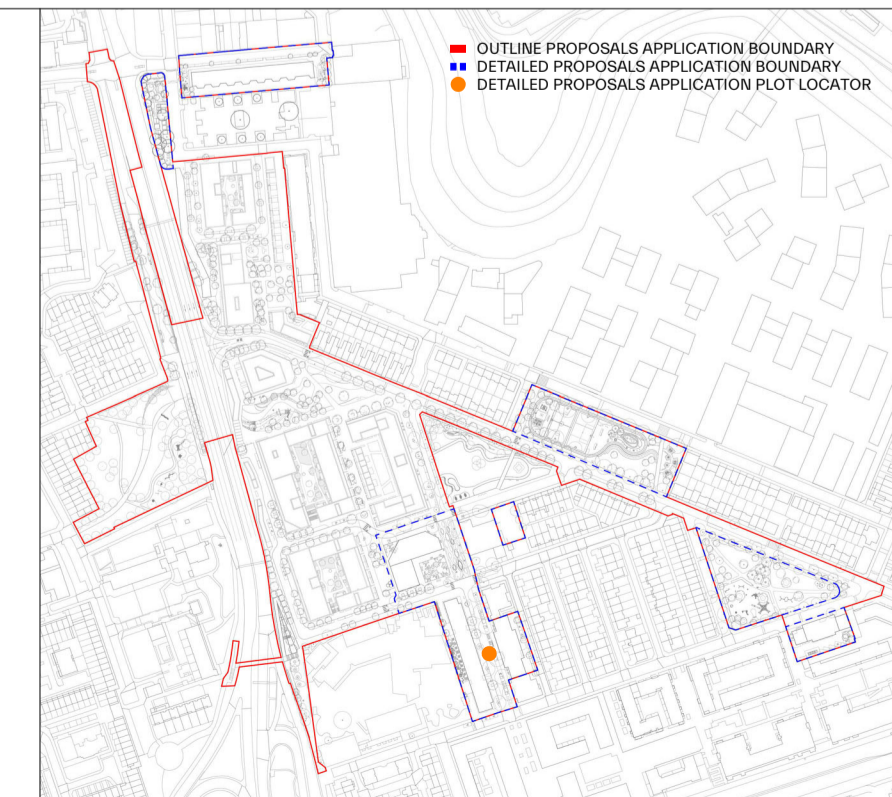 OUTLINE PROPOSALS APPLICATION BOUNDARY
DETAILED PROPOSALS APPLICATION BOUNDARY
DETAILED PROPOSALS APPLICATION PLOT LOCATOR